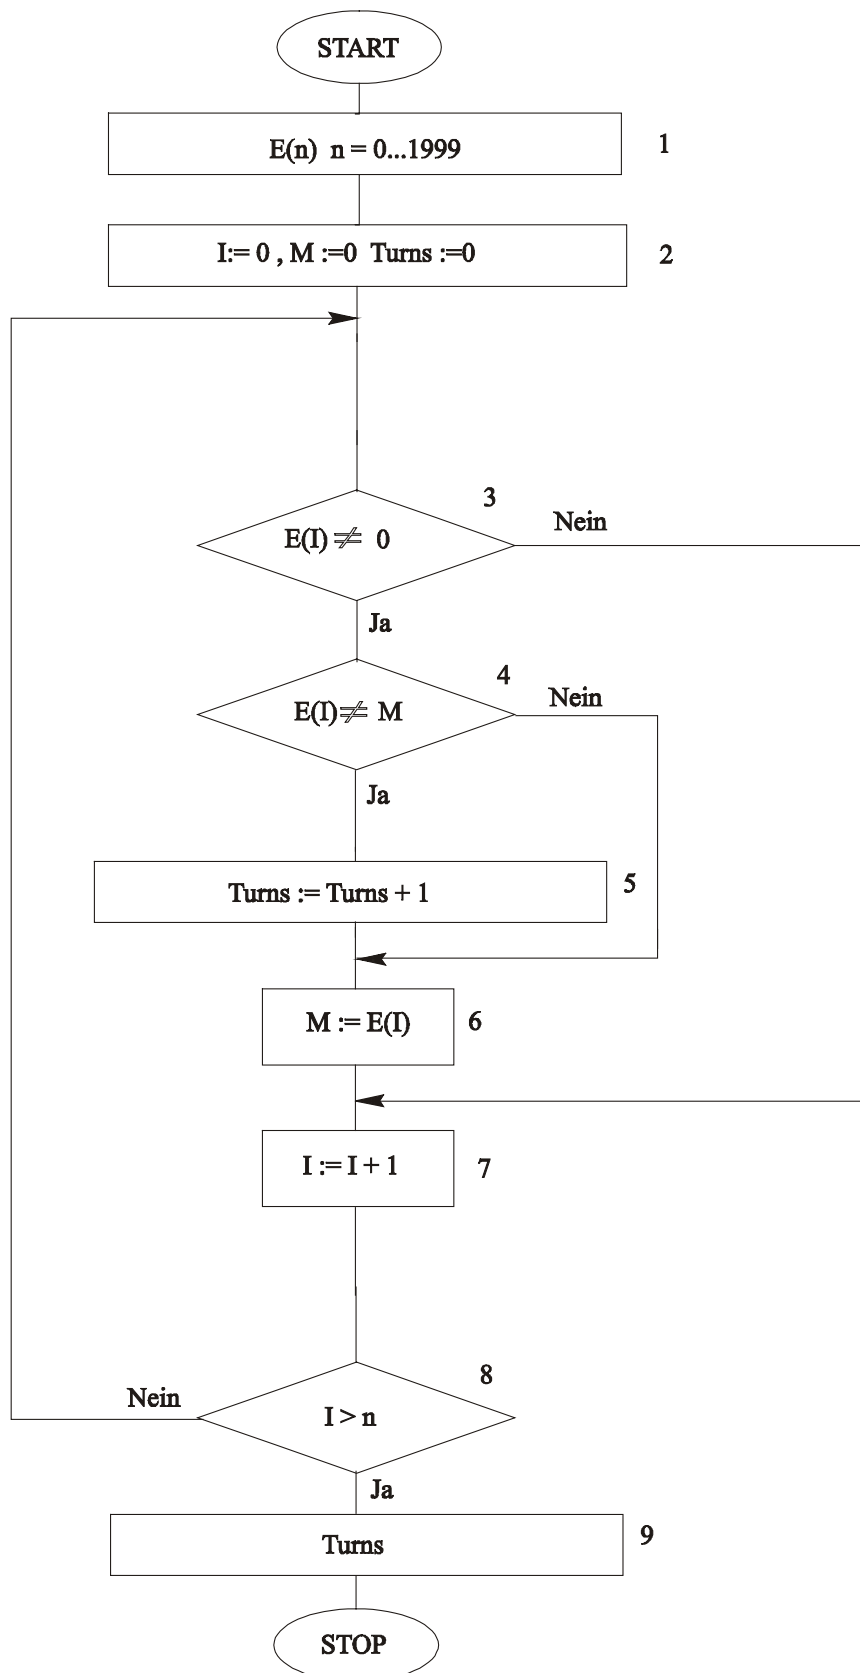 START
E(n) n = 0...1999
1
I:= 0 , M :=0 Turns :=0
2
3
E(I) ≠ 0
Nein
Ja
4
E(I) ≠ M
Nein
Ja
Turns := Turns + 1
5
M := E(I)
6
I := I + 1
7
8
Nein
I > n
Ja
Turns
9
STOP